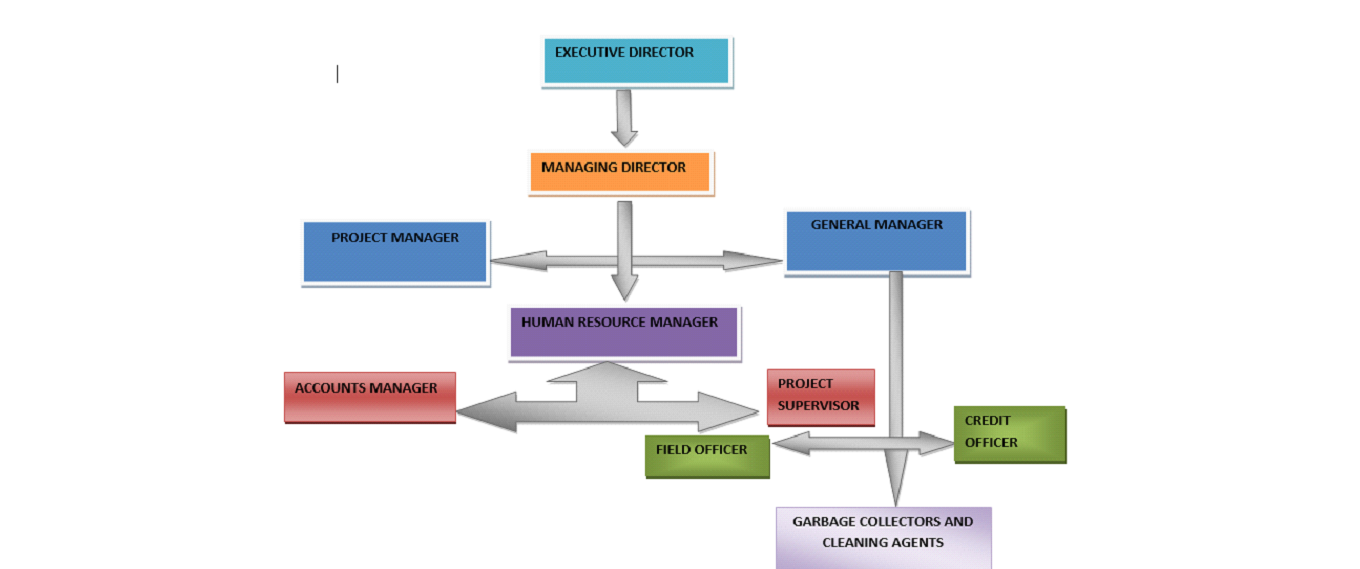 EXECUTIVE DIRECTOR
MANAGING DIRECTOR
PROJECT MANAGER
GENERAL MANAGER
HUMAN RESOURCE MANAGER
ACCOUNTS MANAGER
PROJECT
SUPERVISOR
FIELD OFFICER
CREDIT
OFFICER
GARBAGE COLLECTORS AND
CLEANING AGENTS